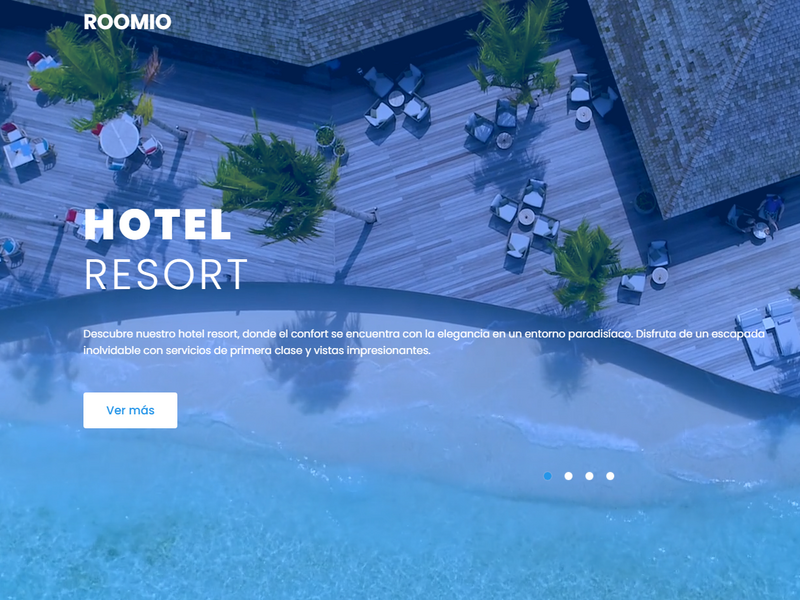 ROOMIO
HOTEL
RESORT
Descubre nuestro hotel resort, donde el confort se encuentra con la elegancia en un entorno paradisíaco. Disfruta de un escapada
inolvidable con servicios de primera clase y vistas impresionantes.
Ver más